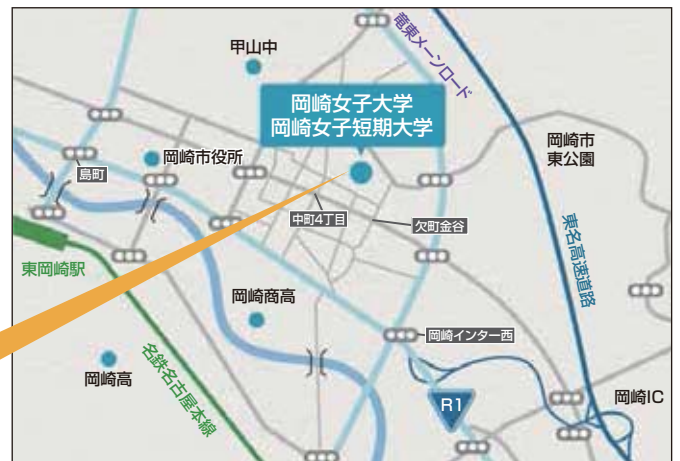 甲山中
竜東メーンロード
岡崎女子大学
岡崎女子短期大学
岡崎市
東公園
岡崎市役所
島町
中町4丁目
欠町金谷
東名高速道路
東岡崎駅
岡崎商高
岡崎インター西
岡崎高
名鉄名古屋本線
R1
岡崎IC